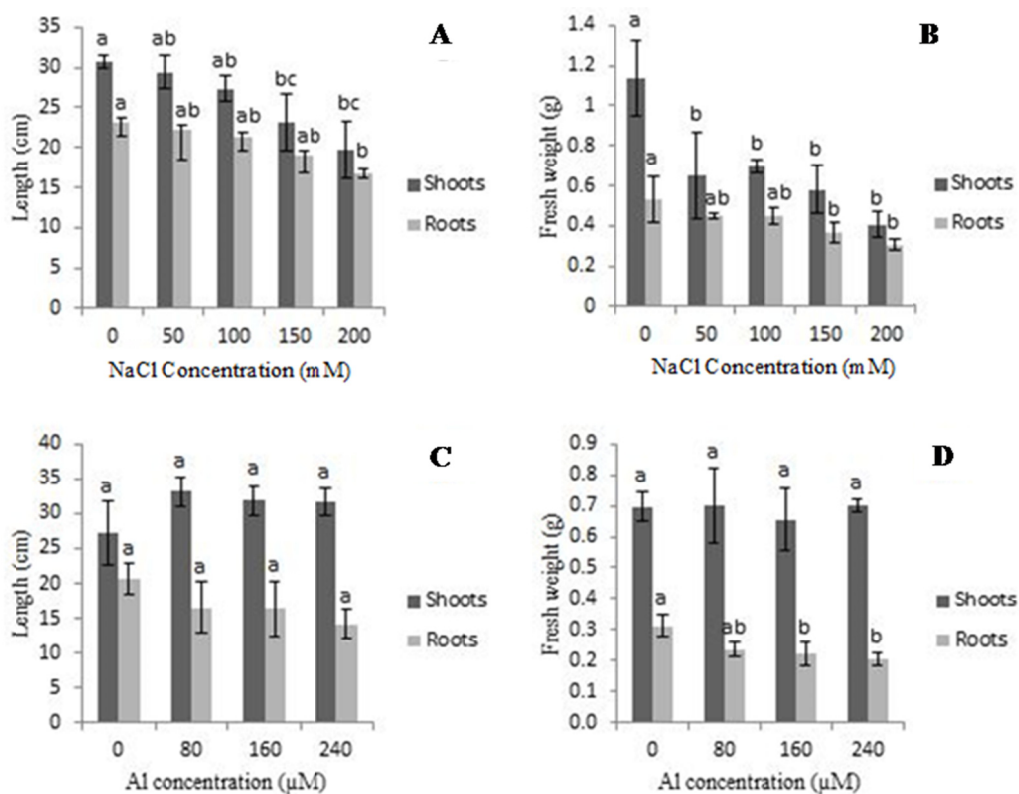 A
Length (cm)
35
30
25
20
15
10
5
0
a
ab
ab
bc
bc
a
ab
ab
ab
b
0 50 100 150 200
NaCl Concentration (mM)
Shoots
Roots
B
Fresh weight (g)
1.4
1.2
1
0.8
0.6
0.4
0.2
0
a
b
b
b
b
a
ab
ab
b
b
0 50 100 150 200
NaCl Concentration (mM)
Shoots
Roots
C
Length (cm)
40
35
30
25
20
15
10
5
0
a
a
a
a
a
a
a
a
0 80 160 240
Al concentration (µM)
Shoots
Roots
D
Fresh weight (g)
0.9
0.8
0.7
0.6
0.5
0.4
0.3
0.2
0.1
0.0
a
a
a
a
a
ab
b
b
0 80 160 240
Al concentration (µM)
Shoots
Roots